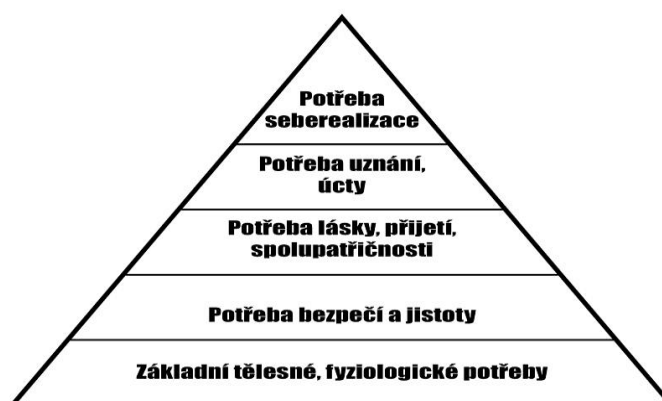 Potřeba
seberealizace
Potřeba uznání,
úcty
Potřeba lásky, přijetí,
spolupatřičnosti
Potřeba bezpečí a jistoty
Základní tělesné, fyziologické potřeby